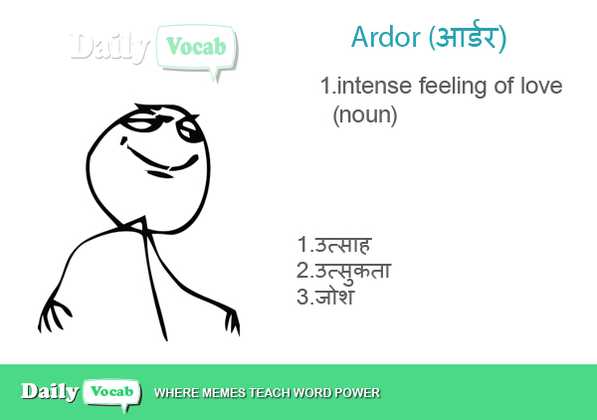 Daily Vocab
Ardor (आर्डर)
1.intense feeling of love
(noun)
1.उत्साह
2.उत्सुकता
3.जोश
Daily Vocab WHERE MEMES TEACH WORD POWER